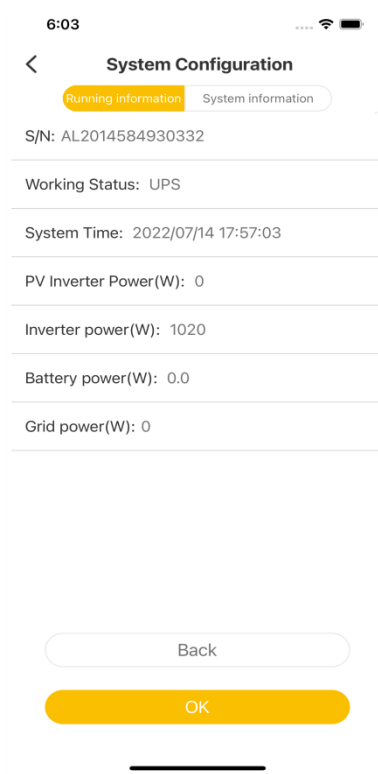 6:03
System Configuration
Running information System information
S/N: AL2014584930332
Working Status: UPS
System Time: 2022/07/14 17:57:03
PV Inverter Power(W): 0
Inverter power(W): 1020
Battery power(W): 0.0
Grid power(W): 0
Back
OK